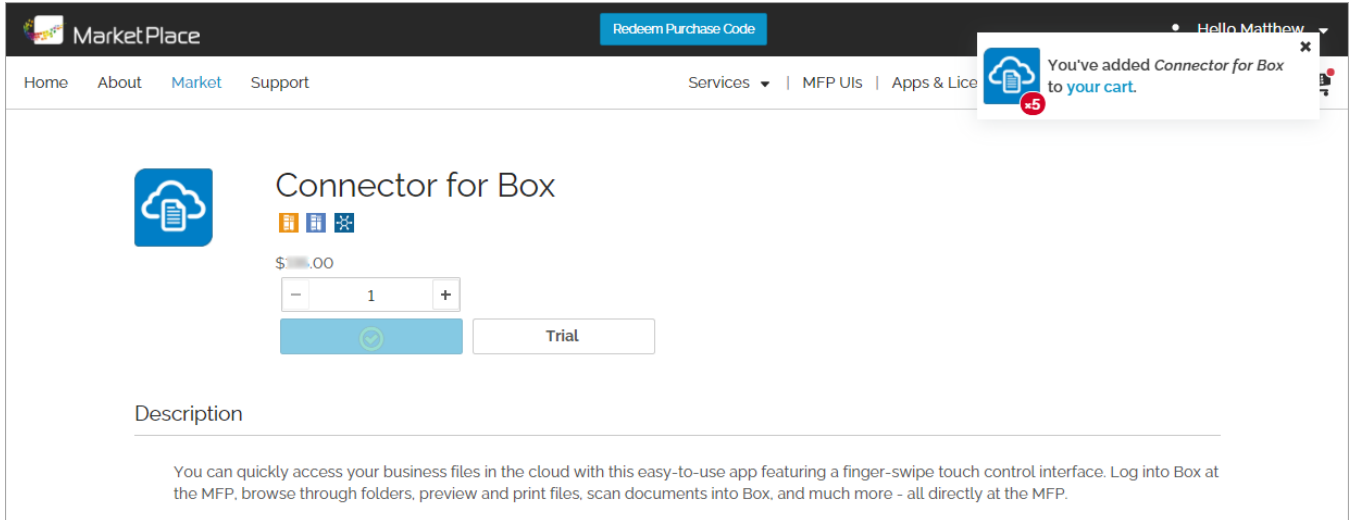 MarketPlace
Redeem Purchase Code
Hello Matthew
Home About Market Support
Services | MFP UIs | Apps &
You've added Connector for Box
to your cart.
×5
Connector for Box
.00
1
Trial
Description
You can quickly access your business files in the cloud with this easy-to-use app featuring a finger-swipe touch control interface. Log into Box at
the MFP, browse through folders, preview and print files, scan documents into Box, and much more - all directly at the MFP.